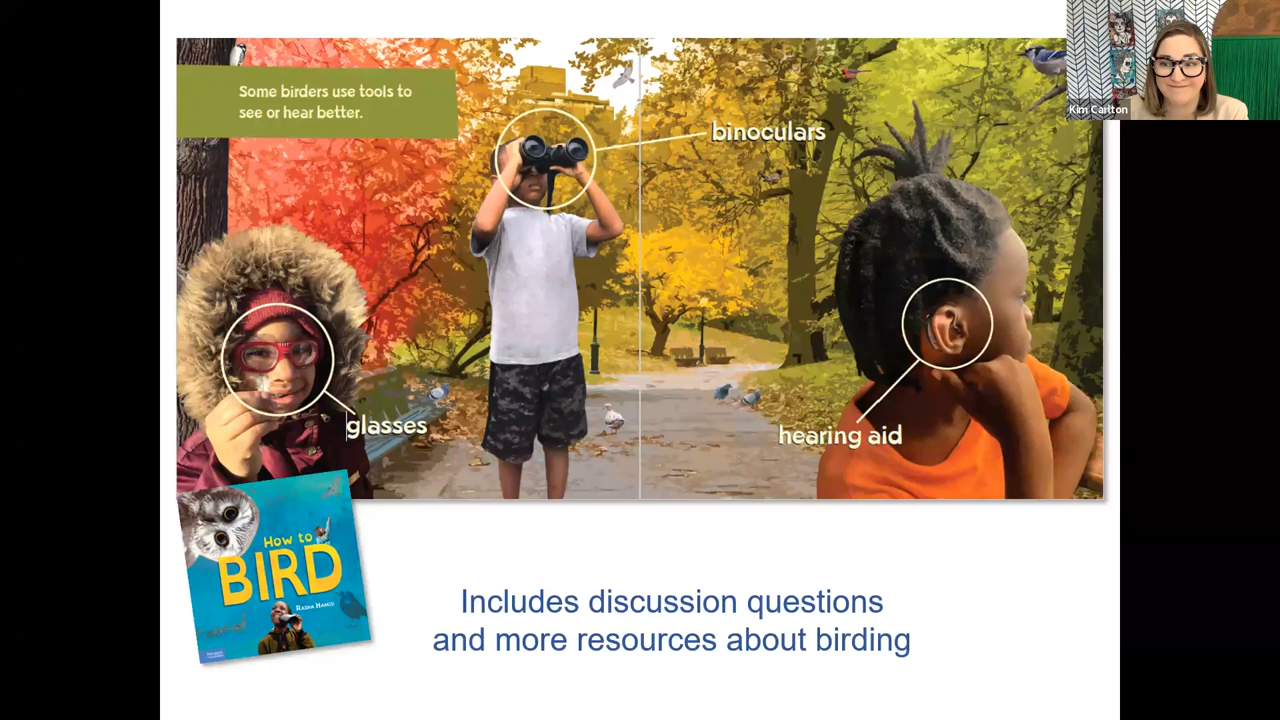 Some birders use tools to
see or hear better.
Kim Carlton
binoculars
glasses
hearing aid
How to
BIRD
Rasha Hamid
Includes discussion questions
and more resources about birding